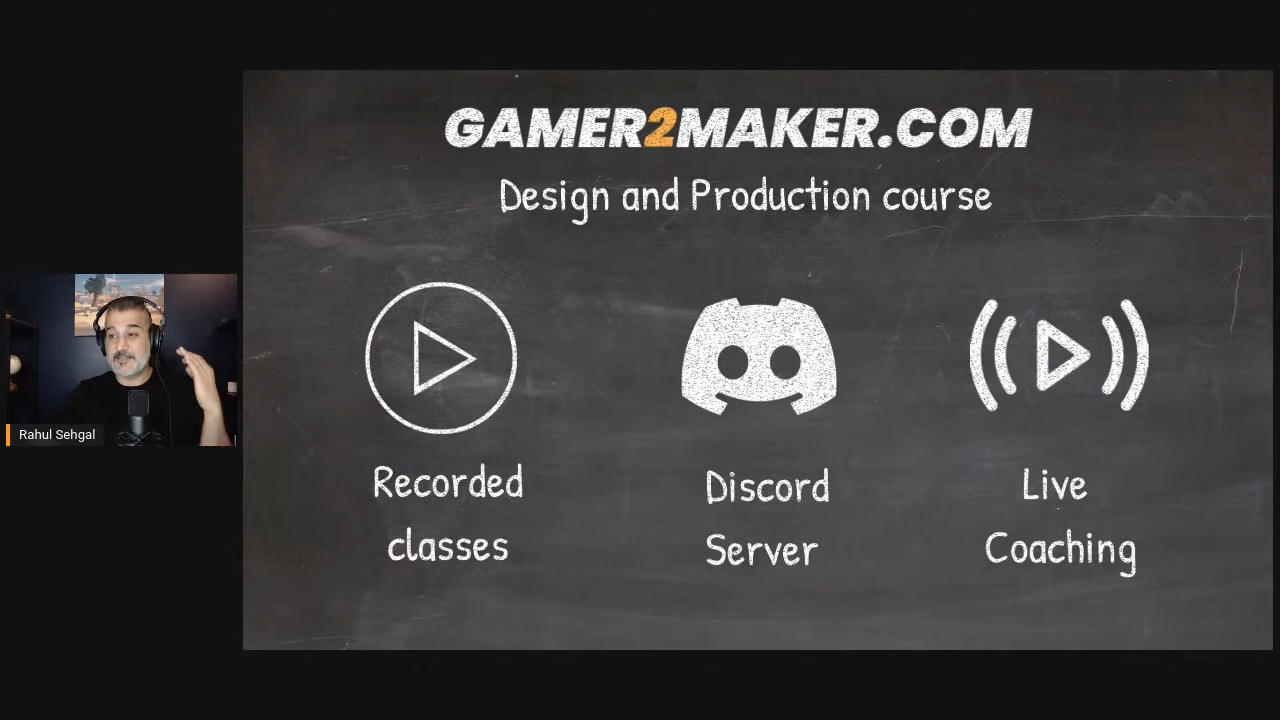 GAMER2MAKER.COM
Design and Production course
Recorded
classes
Discord
Server
Live
Coaching
Rahul Sehgal